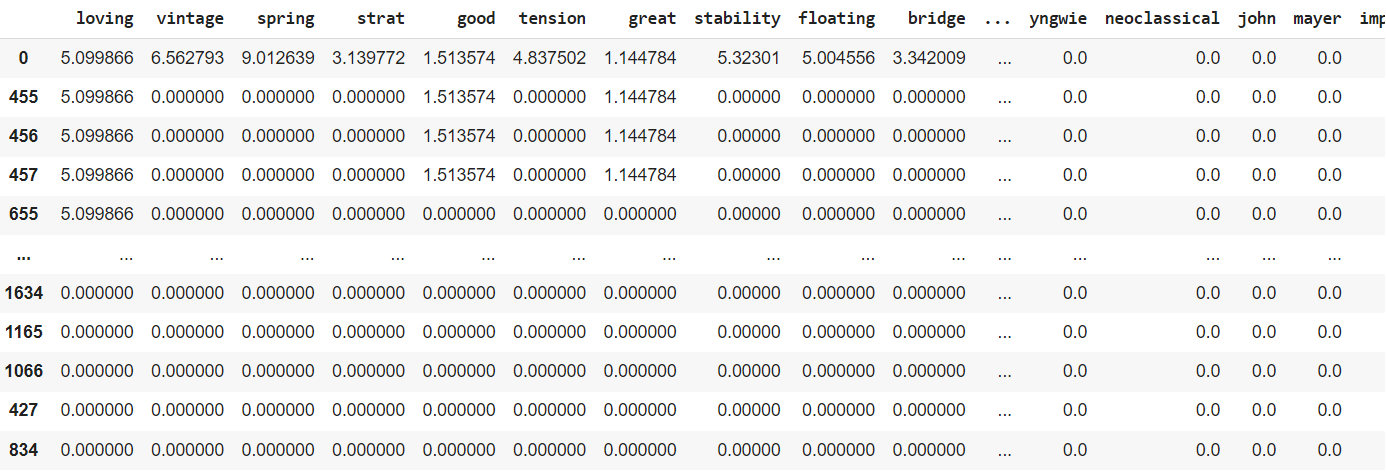 loving vintage spring strat good tension great stability floating bridge ... yngwie neoclassical john mayer imp
0 5.099866 6.562793 9.012639 3.139772 1.513574 4.837502 1.144784 5.32301 5.004556 3.342009 ... 0.0 0.0 0.0 0.0
455 5.099866 0.000000 0.000000 0.000000 1.513574 0.000000 1.144784 0.00000 0.000000 0.000000 ... 0.0 0.0 0.0 0.0
456 5.099866 0.000000 0.000000 0.000000 1.513574 0.000000 1.144784 0.00000 0.000000 0.000000 ... 0.0 0.0 0.0 0.0
457 5.099866 0.000000 0.000000 0.000000 1.513574 0.000000 1.144784 0.00000 0.000000 0.000000 ... 0.0 0.0 0.0 0.0
655 5.099866 0.000000 0.000000 0.000000 0.000000 0.000000 0.000000 0.00000 0.000000 0.000000 ... 0.0 0.0 0.0 0.0
... ... ... ... ... ... ... ... ... ... ... ... ... ... ... ...
1634 0.000000 0.000000 0.000000 0.000000 0.000000 0.000000 0.000000 0.00000 0.000000 0.000000 ... 0.0 0.0 0.0 0.0
1165 0.000000 0.000000 0.000000 0.000000 0.000000 0.000000 0.000000 0.00000 0.000000 0.000000 ... 0.0 0.0 0.0 0.0
1066 0.000000 0.000000 0.000000 0.000000 0.000000 0.000000 0.000000 0.00000 0.000000 0.000000 ... 0.0 0.0 0.0 0.0
427 0.000000 0.000000 0.000000 0.000000 0.000000 0.000000 0.000000 0.00000 0.000000 0.000000 ... 0.0 0.0 0.0 0.0
834 0.000000 0.000000 0.000000 0.000000 0.000000 0.000000 0.000000 0.00000 0.000000 0.000000 ... 0.0 0.0 0.0 0.0